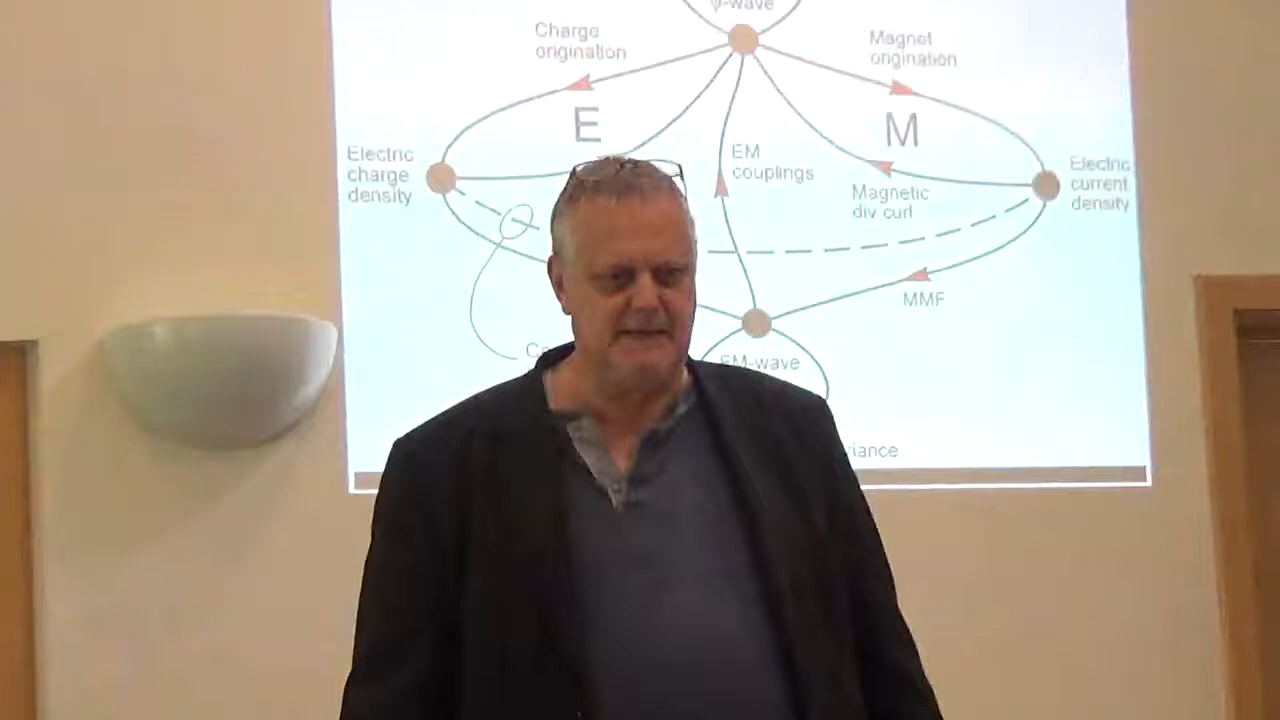 φ-wave
Charge
origination
Magnet
origination
E
M
Electric
charge
density
EM
couplings
Magnetic
div curl
Electric
current
density
MMF
EM-wave